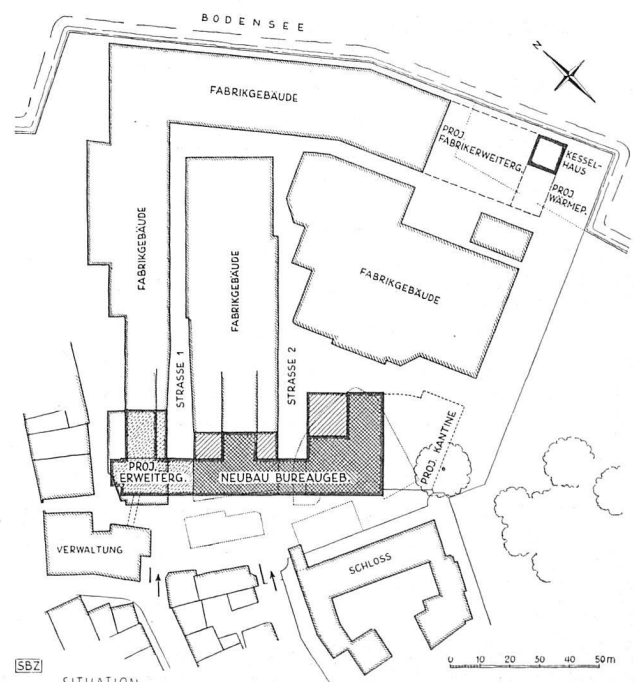 BODENSEE
N
FABRIKGEBÄUDE
PROJ.
FABRIKERWEITERG.
KESSEL-
HAUS
PROJ
WÄRMEP.
FABRIKGEBÄUDE
FABRIKGEBÄUDE
FABRIKGEBÄUDE
STRASSE 1
STRASSE 2
PROJ.
ERWEITERG.
NEUBAU BUREAUGEB.
PROJ KANTINE
VERWALTUNG
SCHLOSS
SBZ
0 10 20 30 40 50m
SITUATION